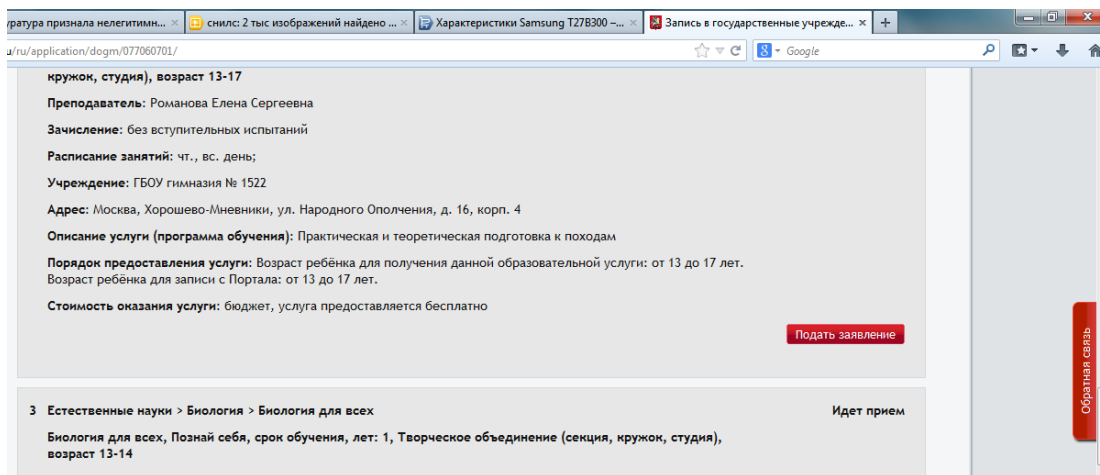 уратура признала нелегитимн...
снилс: 2 тыс изображений найдено ...
Характеристики Samsung T27B300 –...
Запись в государственные учрежде...
u/ru/application/dogm/077060701/
Google
кружок, студия), возраст 13-17
Преподаватель: Романова Елена Сергеевна
Зачисление: без вступительных испытаний
Расписание занятий: чт., вс. день;
Учреждение: ГБОУ гимназия № 1522
Адрес: Москва, Хорошево-Мневники, ул. Народного Ополчения, д. 16, корп. 4
Описание услуги (программа обучения): Практическая и теоретическая подготовка к походам
Порядок предоставления услуги: Возраст ребёнка для получения данной образовательной услуги: от 13 до 17 лет.
Возраст ребёнка для записи с Портала: от 13 до 17 лет.
Стоимость оказания услуги: бюджет, услуга предоставляется бесплатно
Подать заявление
Обратная связь
3 Естественные науки > Биология > Биология для всех
Идет прием
Биология для всех, Познай себя, срок обучения, лет: 1, Творческое объединение (секция, кружок, студия),
возраст 13-14